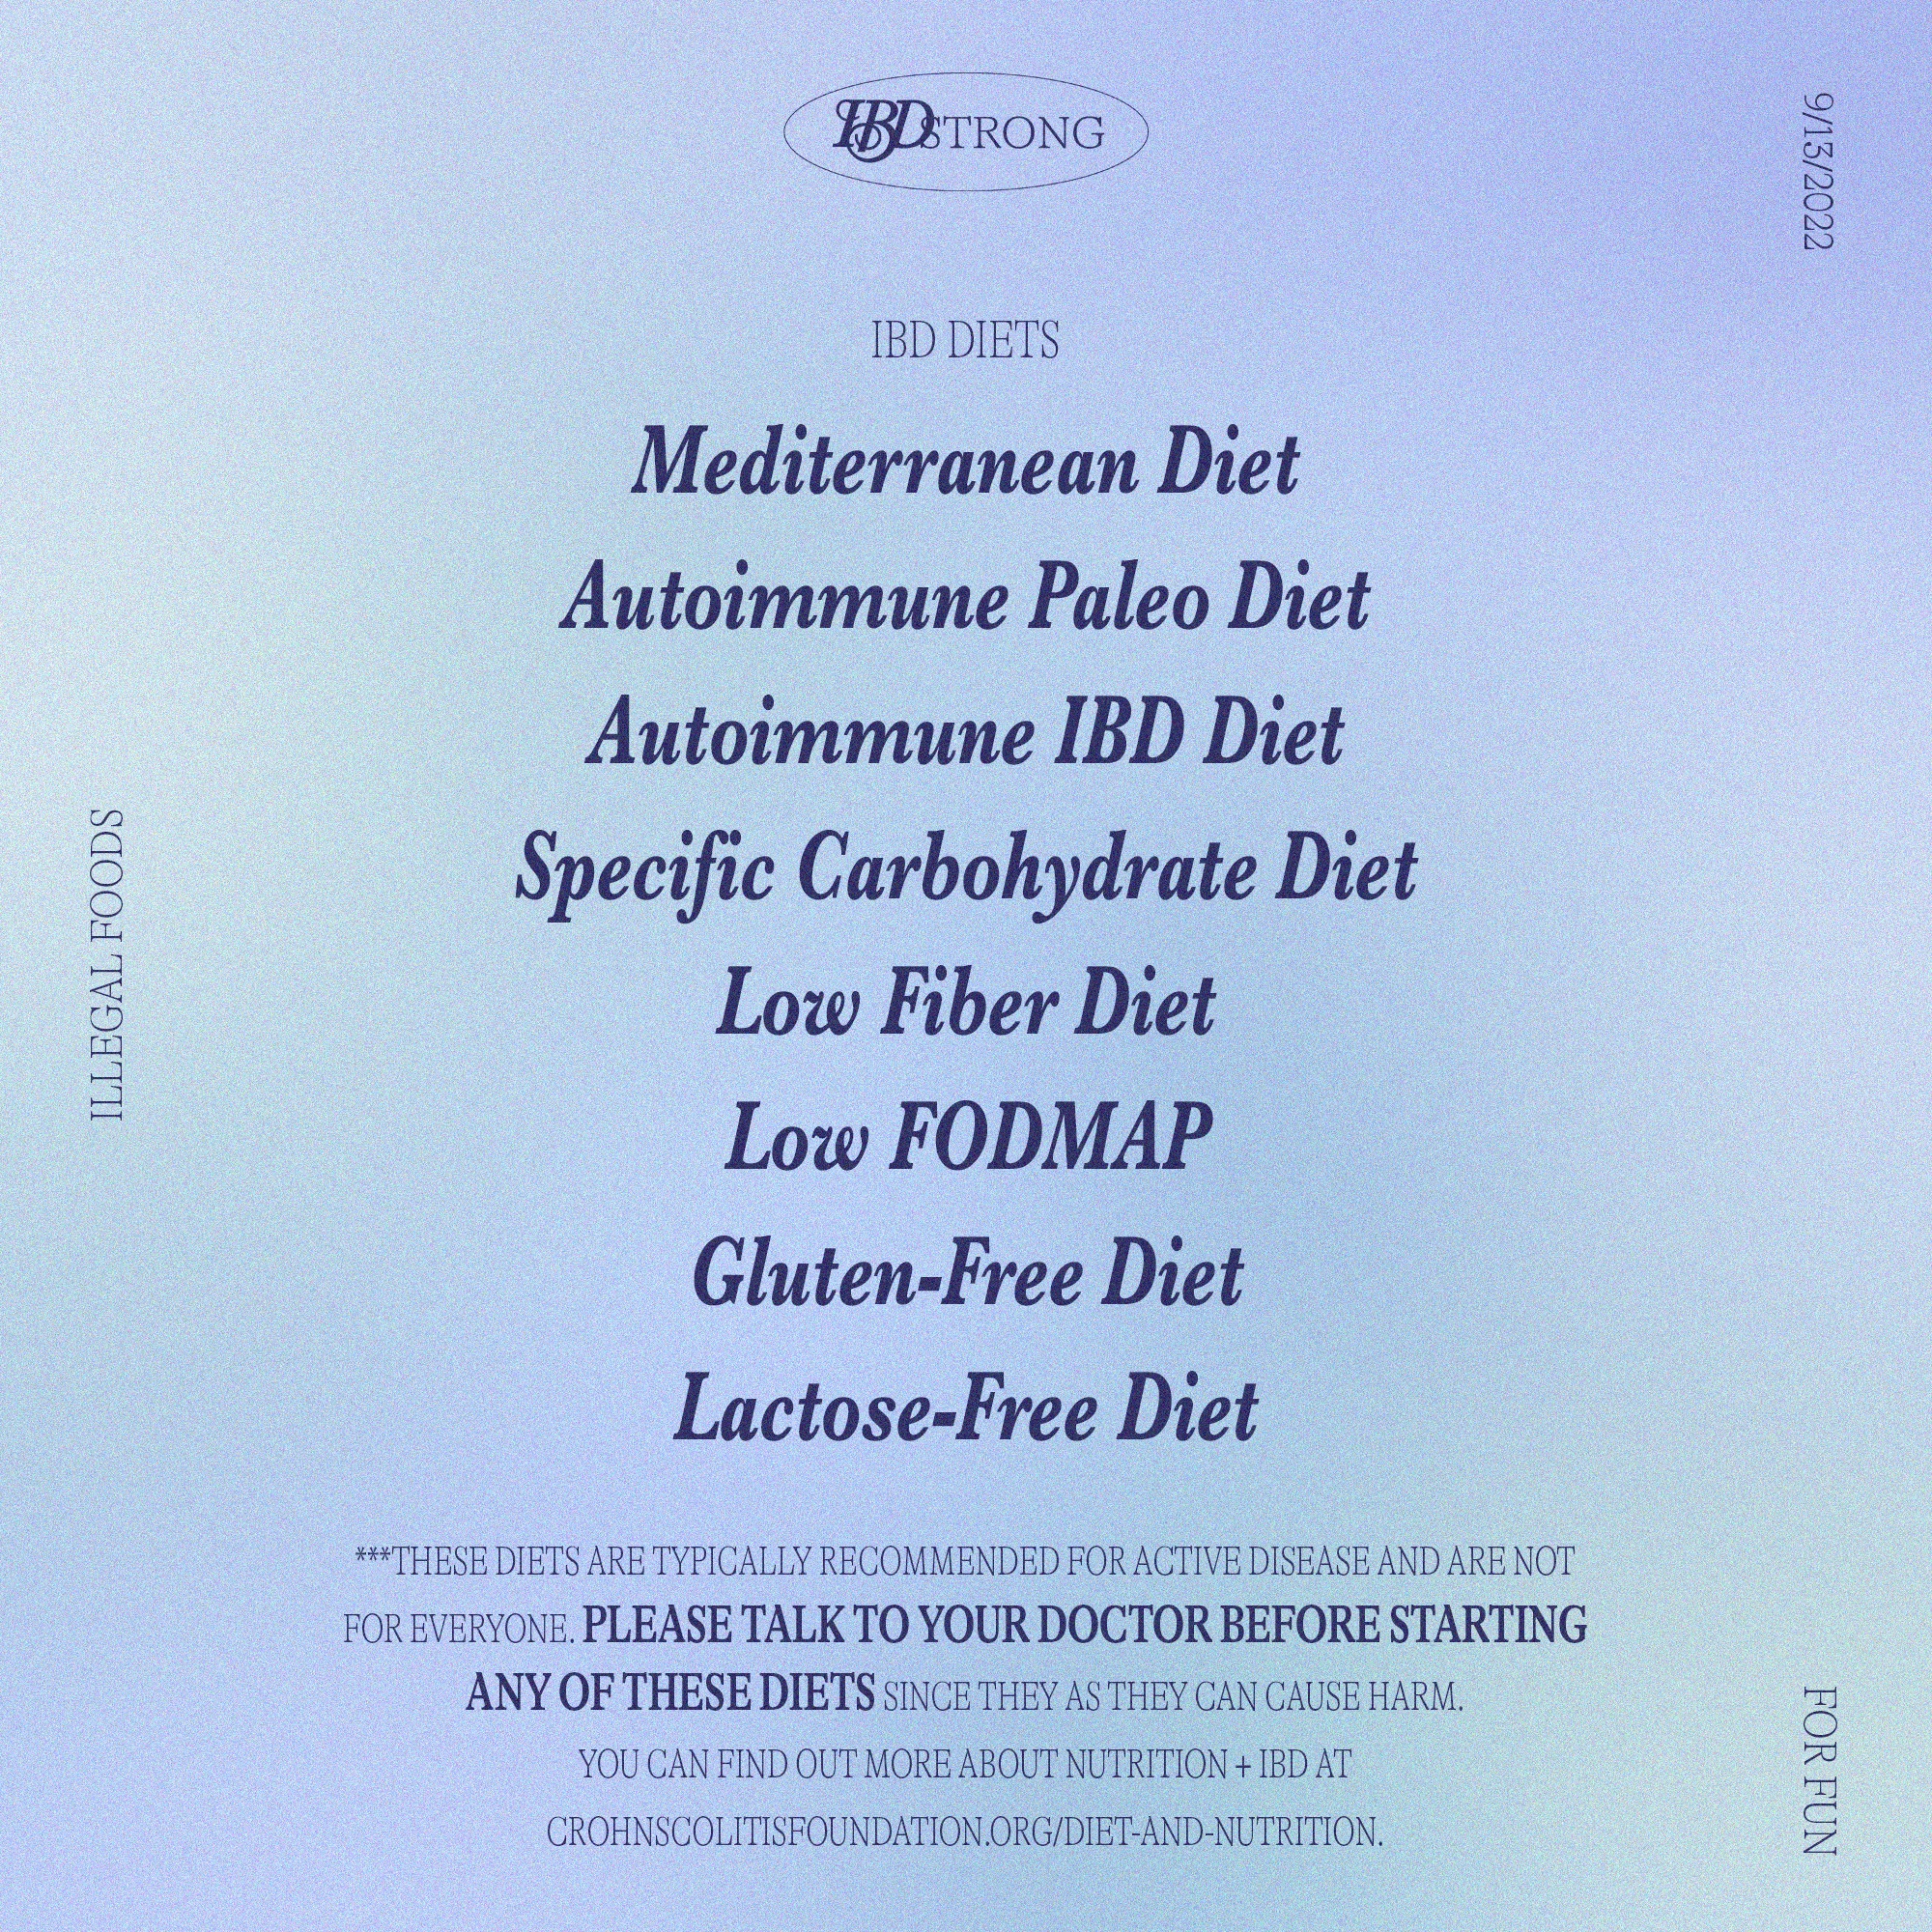 IBDSTRONG
9/13/2022
IBD DIETS
Mediterranean Diet
Autoimmune Paleo Diet
Autoimmune IBD Diet
Specific Carbohydrate Diet
Low Fiber Diet
Low FODMAP
Gluten-Free Diet
Lactose-Free Diet
ILLEGAL FOODS
***THESE DIETS ARE TYPICALLY RECOMMENDED FOR ACTIVE DISEASE AND ARE NOT
FOR EVERYONE. PLEASE TALK TO YOUR DOCTOR BEFORE STARTING
ANY OF THESE DIETS SINCE THEY AS THEY CAN CAUSE HARM.
YOU CAN FIND OUT MORE ABOUT NUTRITION + IBD AT
CROHNSCOLITISFOUNDATION.ORG/DIET-AND-NUTRITION.
FOR FUN